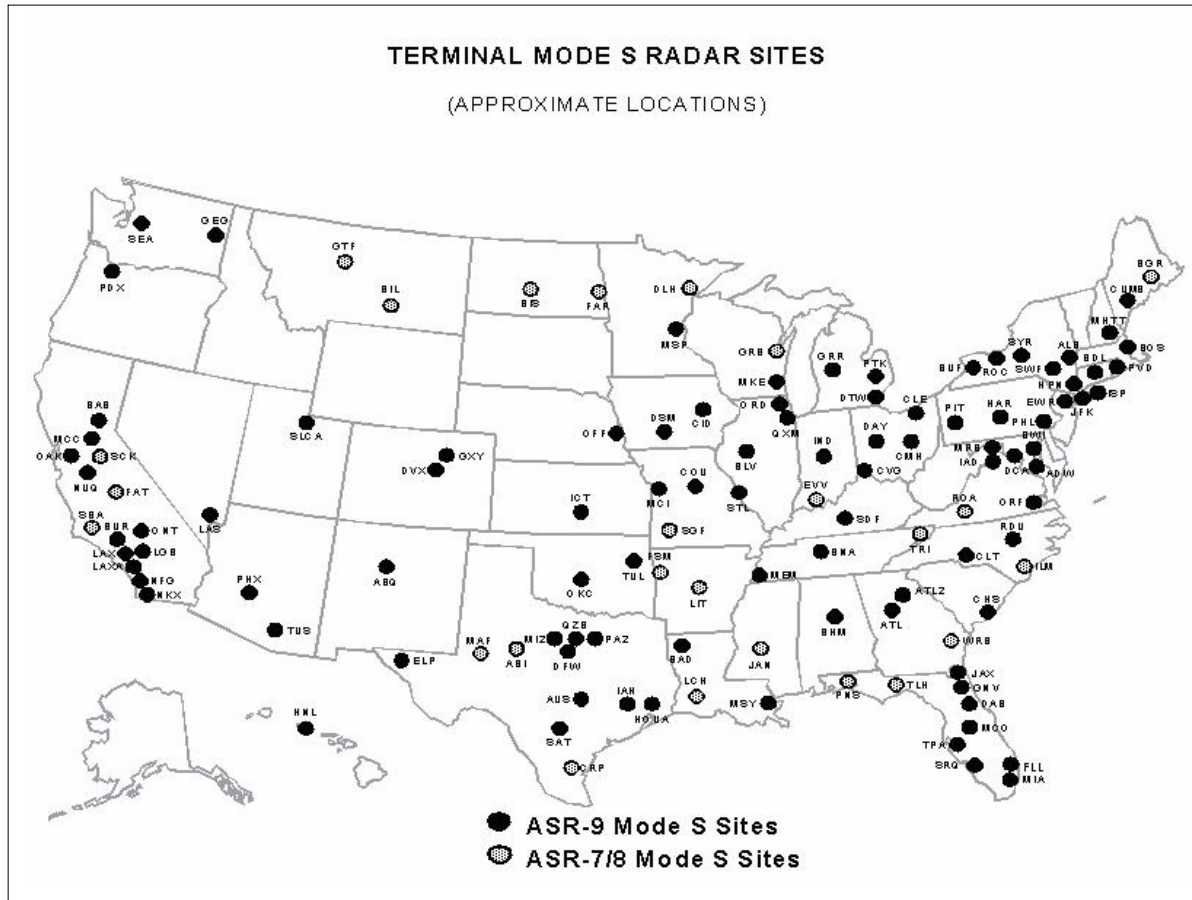 TERMINAL MODE S RADAR SITES
(APPROXIMATE LOCATIONS)
SEA
GEG
PDX
GTF
BIL
BIS
FAR
DLH
MSP
GRB
MKE
GRR
PTK
DTW
ORD
QXM
BGR
CUMB
MHTT
BOS
ALB
BDL
PVD
SYR
SWF
ROC
BUF
HPN
ISP
JFK
EWR
HAR
PIT
PHL
BWI
MRB
IAD
DCA
ADW
CLE
DAY
CMH
CVG
IND
EVV
SDF
ROA
ORF
RDU
TRI
CLT
ILM
BAB
MCC
OAK
SCK
NUQ
FAT
SBA
BUR
ONT
LAX
LGB
LAXA
NFG
NKX
LAS
SLCA
GXY
DVX
OFF
DSM
CID
BLV
STL
COU
MCI
SGF
ICT
TUL
FSM
OKC
LIT
MEM
BNA
PHX
TUS
ABQ
ELP
MAF
ABI
MIZ
QZB
PAZ
DFW
AUS
SAT
IAH
HOUA
CRP
BAD
LCH
MSY
JAN
BHM
ATLZ
ATL
CHS
WRB
PNS
TLH
JAX
GNV
DAB
MCO
TPA
SRQ
FLL
MIA
HNL
ASR-9 Mode S Sites
ASR-7/8 Mode S Sites